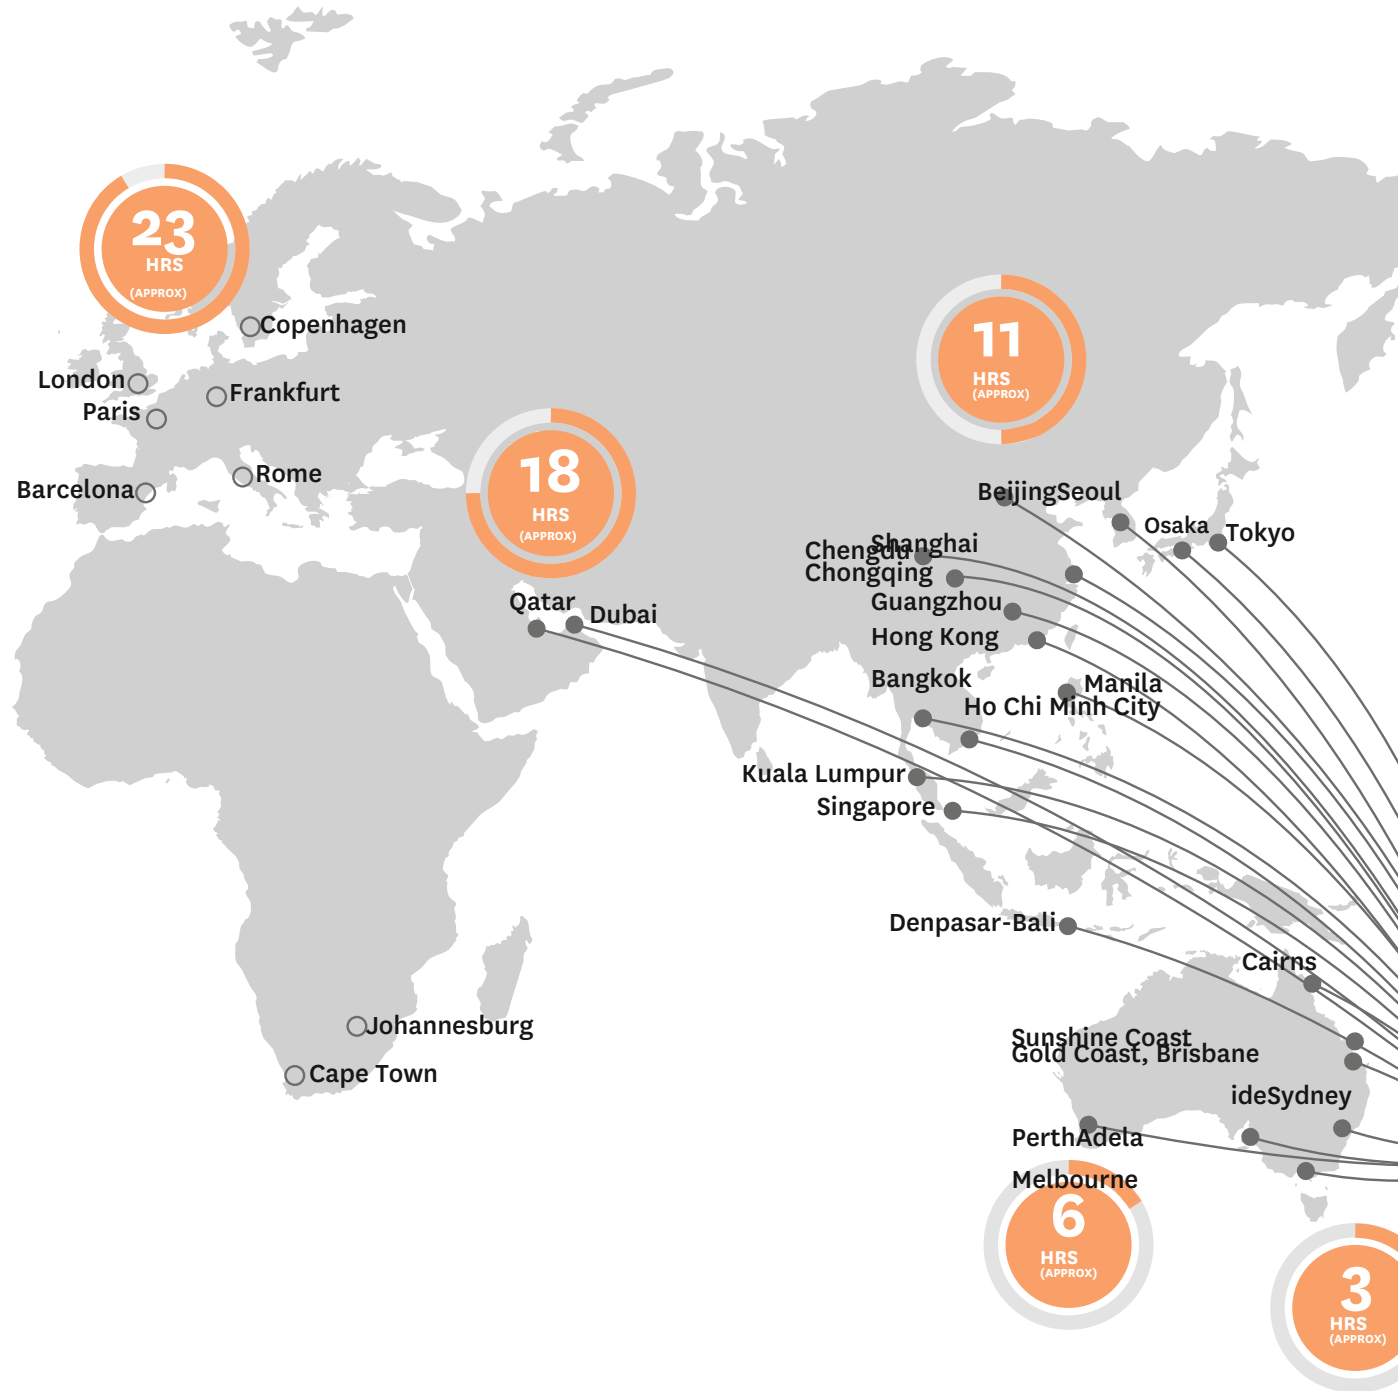 23
HRS
(APPROX)
Copenhagen
London
Frankfurt
Paris
Rome
Barcelona
11
HRS
(APPROX)
18
HRS
(APPROX)
BeijingSeoul
Osaka
Tokyo
Shanghai
Chengdu
Chongqing
Qatar
Dubai
Guangzhou
Hong Kong
Bangkok
Manila
Ho Chi Minh City
Kuala Lumpur
Singapore
Denpasar-Bali
Cairns
Johannesburg
Cape Town
Sunshine Coast
Gold Coast, Brisbane
ideSydney
PerthAdela
Melbourne
6
HRS
(APPROX)
3
HRS
(APPROX)